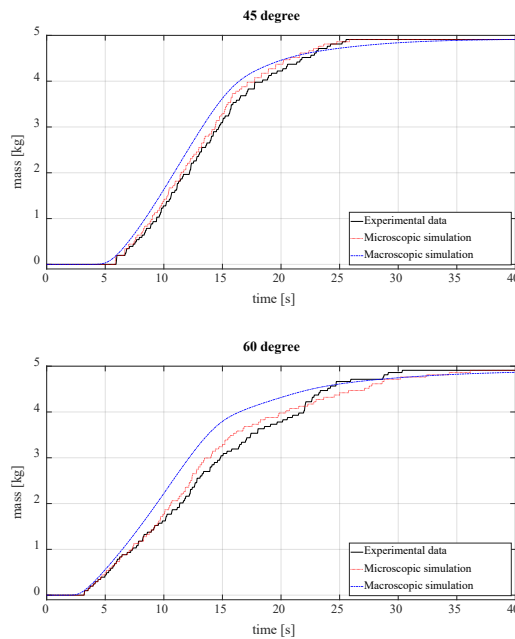 45 degree
5
4
3
2
1
0
mass [kg]
Experimental data
Microscopic simulation
Macroscopic simulation
0 5 10 15 20 25 30 35 40
time [s]
60 degree
5
4
3
2
1
0
mass [kg]
Experimental data
Microscopic simulation
Macroscopic simulation
0 5 10 15 20 25 30 35 40
time [s]